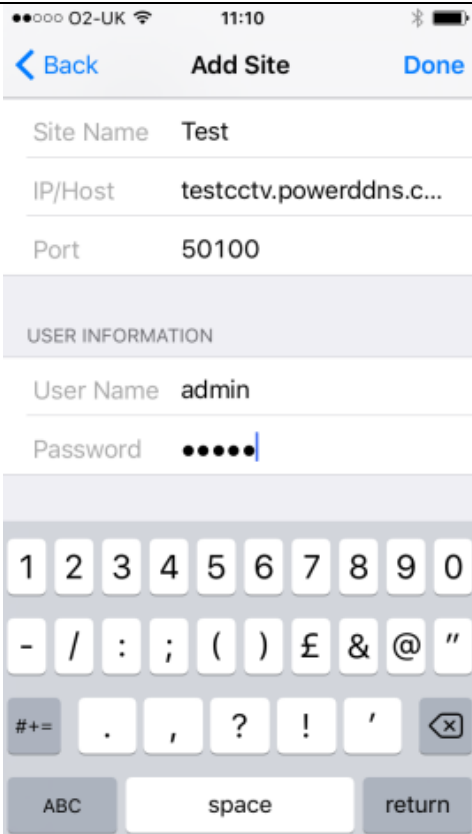 ●●○○○ O2-UK 11:10
Back Add Site Done
Site Name Test
IP/Host testcctv.powerddns.c...
Port 50100
USER INFORMATION
User Name admin
Password ●●●●●
1 2 3 4 5 6 7 8 9 0
- / : ; ( ) £ & @ "
#+= . , ? ! '
ABC space return